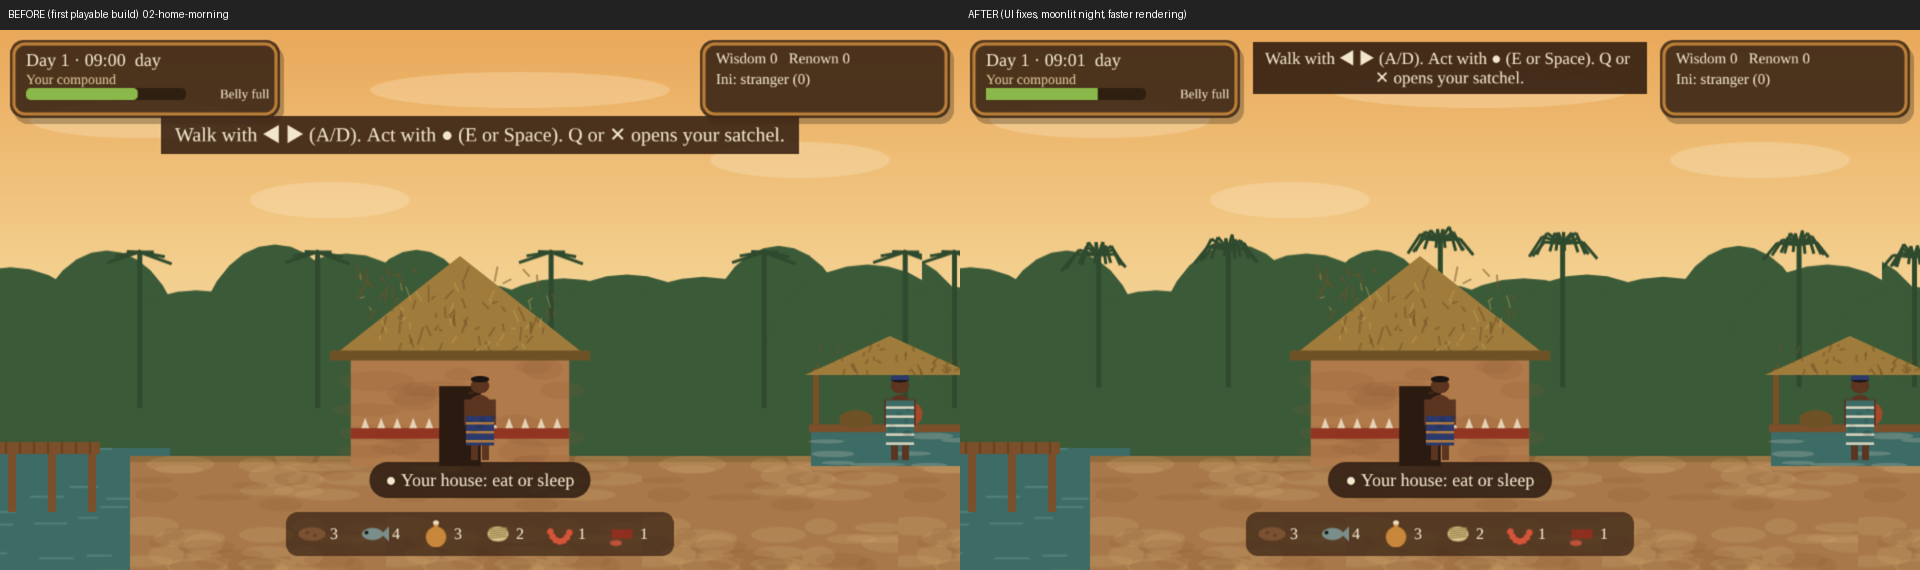 BEFORE (first playable build) 02-home-morning
Day 1 · 09:00 day
Your compound
Belly full
Wisdom 0 Renown 0
Ini: stranger (0)
Walk with ◀ ▶ (A/D). Act with ● (E or Space). Q or ✕ opens your satchel.
● Your house: eat or sleep
3 4 3 2 1 1
AFTER (UI fixes, moonlit night, faster rendering)
Day 1 · 09:01 day
Your compound
Belly full
Walk with ◀ ▶ (A/D). Act with ● (E or Space). Q or
✕ opens your satchel.
Wisdom 0 Renown 0
Ini: stranger (0)
● Your house: eat or sleep
3 4 3 2 1 1